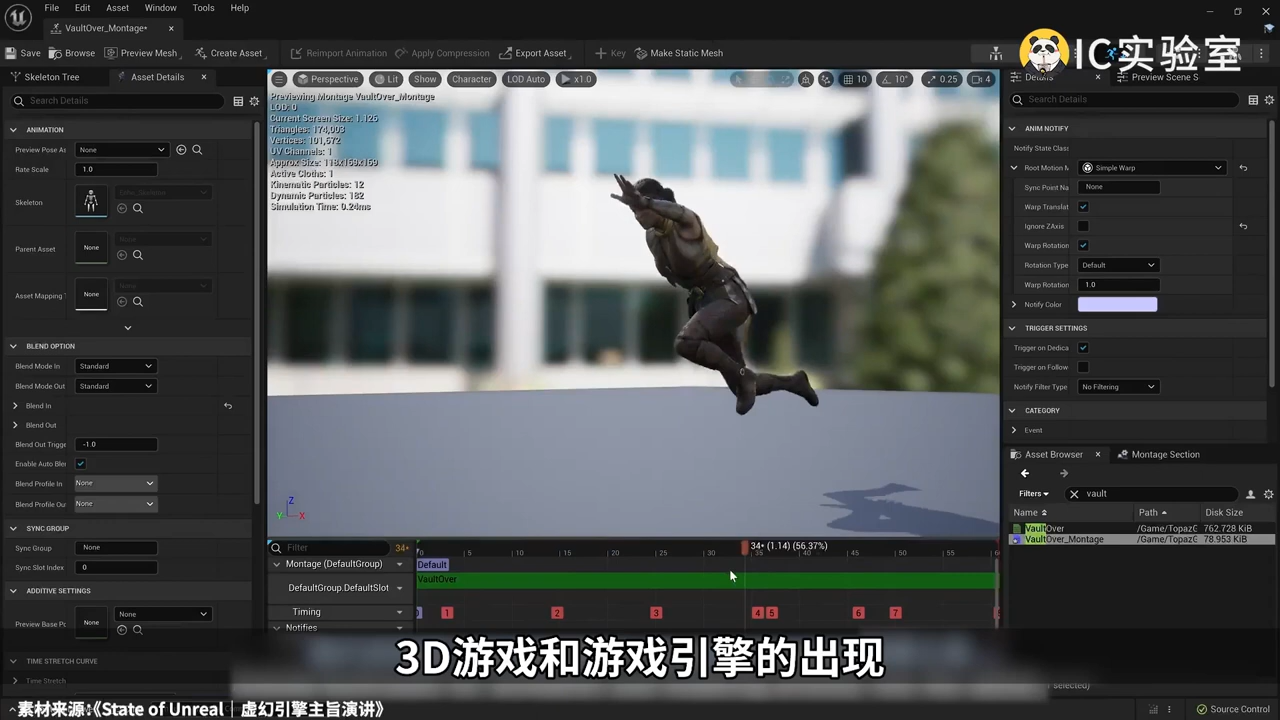 File Edit Asset Window Tools Help
VaultOver_Montage*
Save Browse Preview Mesh Create Asset Reimport Animation Apply Compression Export Asset Key Make Static Mesh
IC实验室
Skeleton Tree Asset Details
Search Details
ANIMATION
Preview Pose As None
Rate Scale 1.0
Skeleton
Parent Asset None
Asset Mapping T None
BLEND OPTION
Blend Mode In Standard
Blend Mode Out Standard
Blend In
Blend Out
Blend Out Trigge -1.0
Enable Auto Ble
Blend Profile In None
Blend Profile Ou None
SYNC GROUP
Sync Group None
Sync Slot Index 0
ADDITIVE SETTINGS
Preview Base P None None
TIME STRETCH CURVE
Time Stretch
Perspective Lit Show Character LOD Auto x1.0 10 10° 0.25 4
Previewing Montage VaultOver_Montage
LOD: 0
Current Screen Size: 1.126
Triangles: 174,003
Vertices: 101,672
UV Channels: 1
Approx Size: 118x169x169
Active Cloths: 1
Kinematic Particles: 12
Dynamic Particles: 182
Simulation Time: 0.24ms
Z
Y X
Filter 34* 0 5 10 15 20 25 30 35 40 45 50 55 60
34* (1.14) (56.37%)
Montage (DefaultGroup) Default
VaultOver
DefaultGroup.DefaultSlot
Timing 1 2 3 4 5 6 7
Notifies
Details Preview Scene S
Search Details
ANIM NOTIFY
Notify State Clas
Root Motion M Simple Warp
Sync Point Na None
Warp Translat
Ignore ZAxis
Warp Rotation
Rotation Type Default
Warp Rotation 1.0
Notify Color
TRIGGER SETTINGS
Trigger on Dedica
Trigger on Follow
Notify Filter Type No Filtering
CATEGORY
Event
Asset Browser Montage Section
Filters vault
Name Path Disk Size
VaultOver /Game/TopazG 762.728 KiB
VaultOver_Montage /Game/TopazG 78.953 KiB
selected)
3D游戏和游戏引擎的出现
素材来源:《State of Unreal｜虚幻引擎主旨演讲》
Source Control